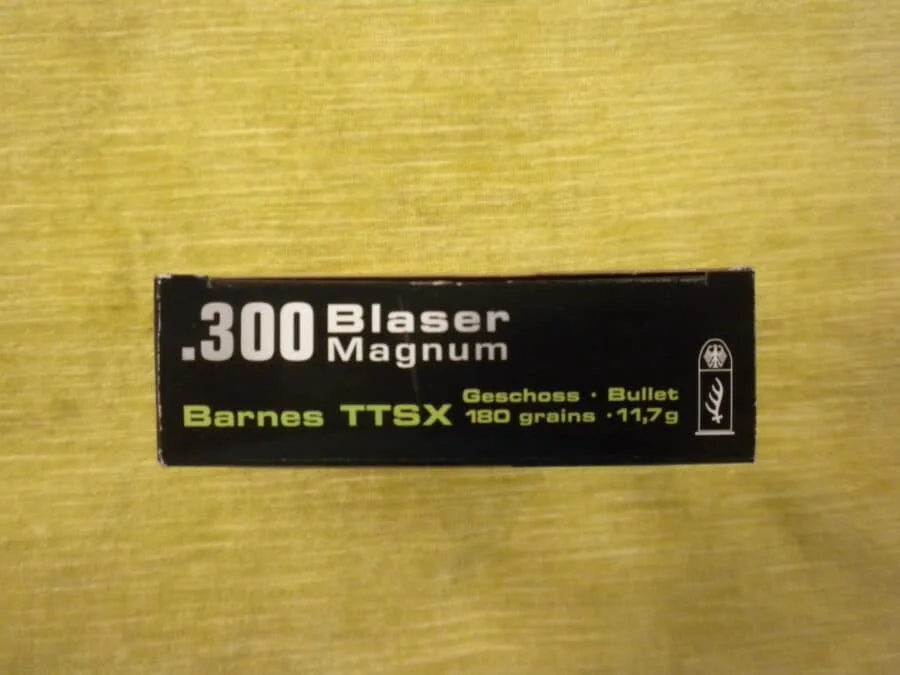 .300 Blaser
Magnum
Barnes TTSX
Geschoss · Bullet
180 grains · 11,7g